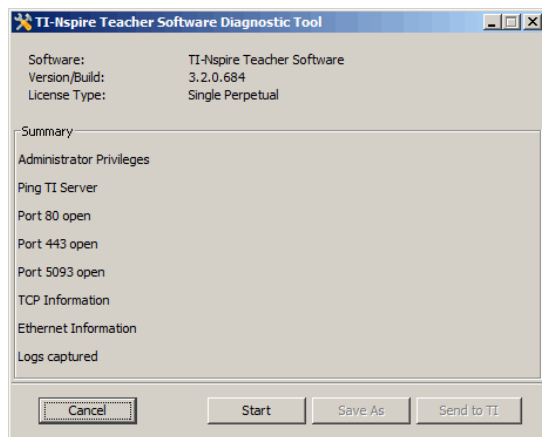 TI-Nspire Teacher Software Diagnostic Tool
Software: TI-Nspire Teacher Software
Version/Build: 3.2.0.684
License Type: Single Perpetual
Summary
Administrator Privileges
Ping TI Server
Port 80 open
Port 443 open
Port 5093 open
TCP Information
Ethernet Information
Logs captured
Cancel Start Save As Send to TI